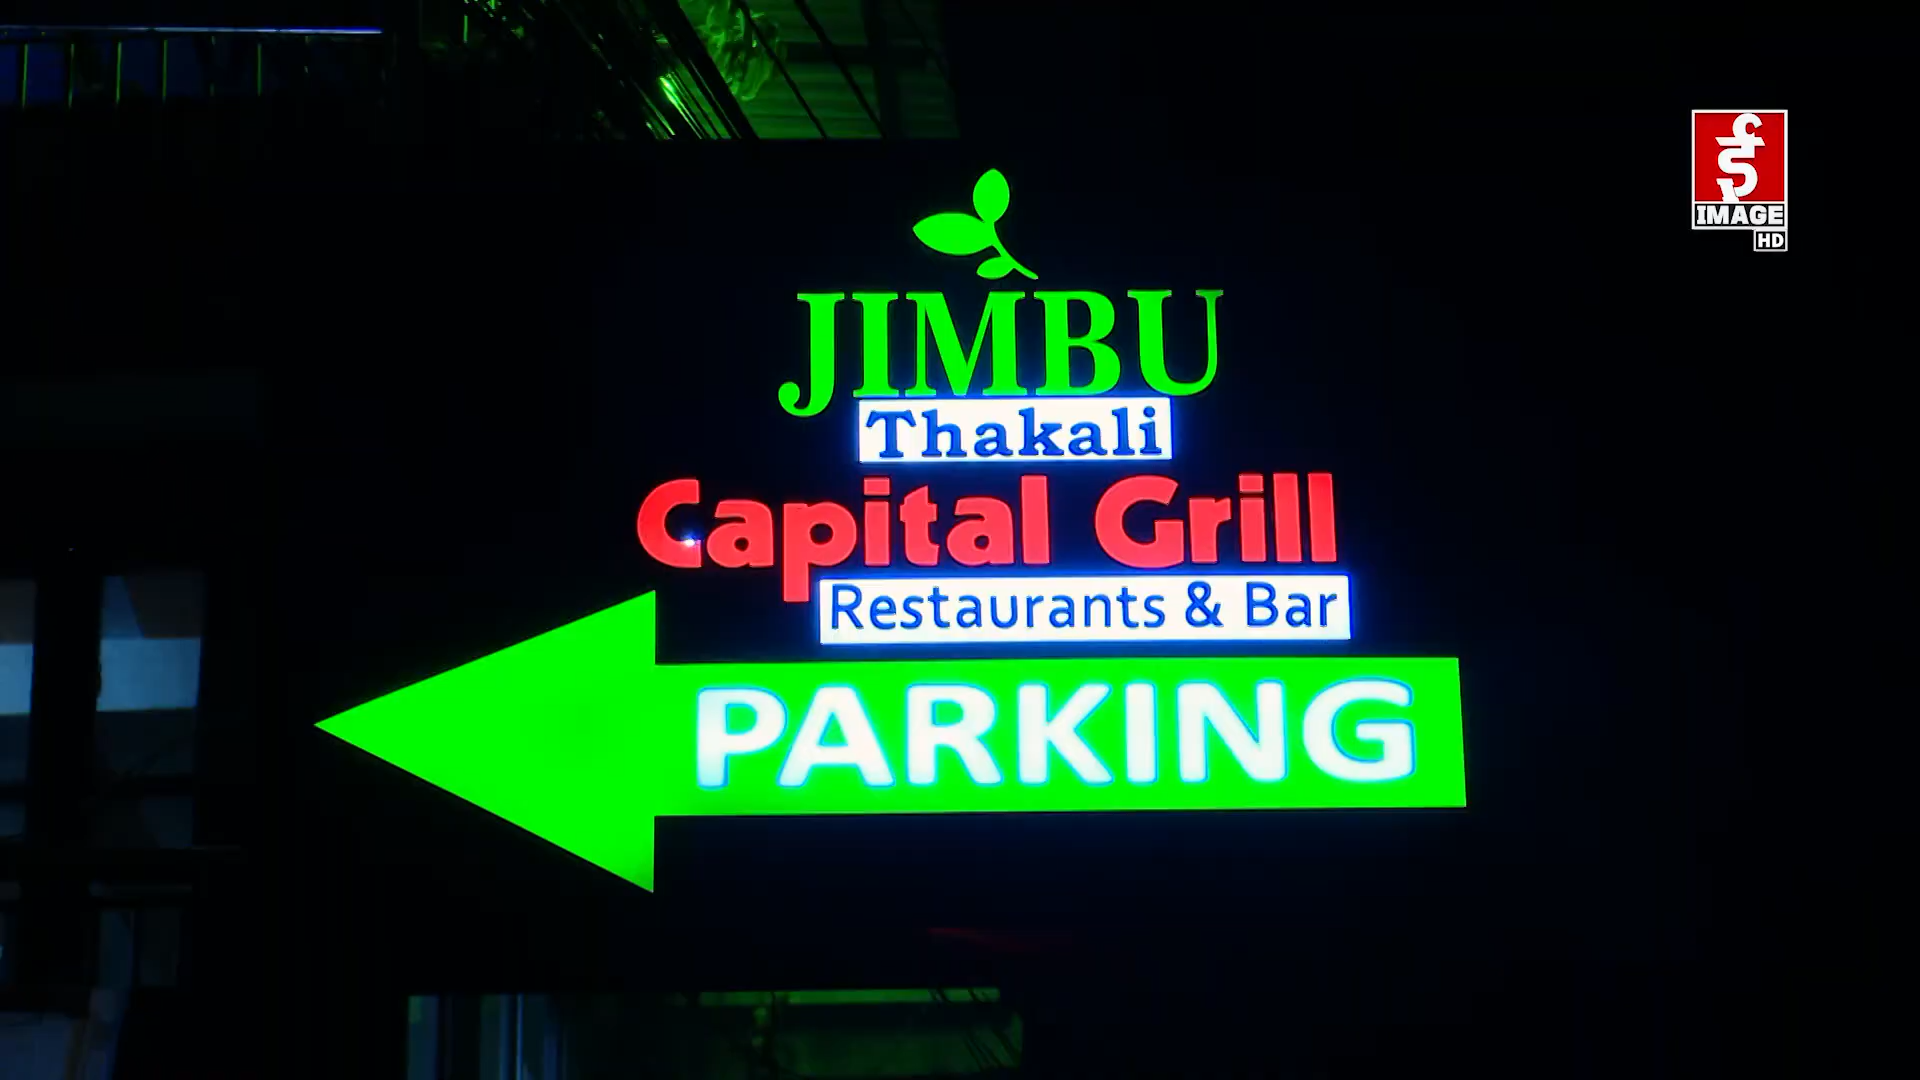 JIMBU
Thakali
Capital Grill
Restaurants & Bar
PARKING
IMAGE
HD